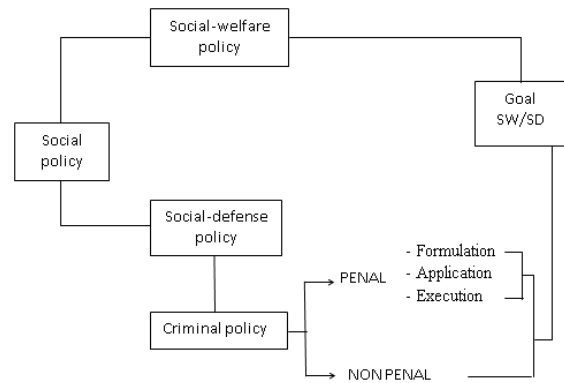 Social-welfare
policy
Goal
SW/SD
Social
policy
Social-defense
policy
- Formulation
PENAL
- Application
- Execution
Criminal policy
NON PENAL